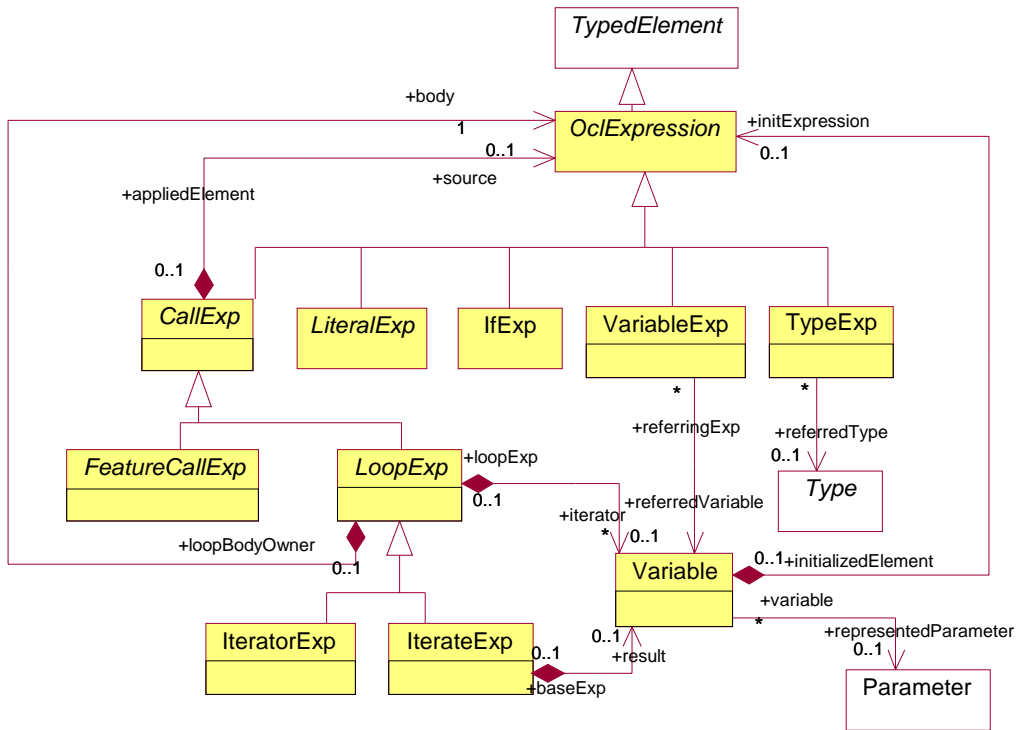 TypedElement
+body
1
OclExpression
+initExpression
0..1
0..1
+source
+appliedElement
0..1
CallExp
LiteralExp
IfExp
VariableExp
TypeExp
*
*
+referringExp
+referredType
0..1
Type
FeatureCallExp
LoopExp
+loopExp
0..1
+referredVariable
+iterator
*
0..1
+loopBodyOwner
0..1
Variable
0..1
+initializedElement
+variable
*
+representedParameter
0..1
Parameter
IteratorExp
IterateExp
0..1
+baseExp
0..1
+result